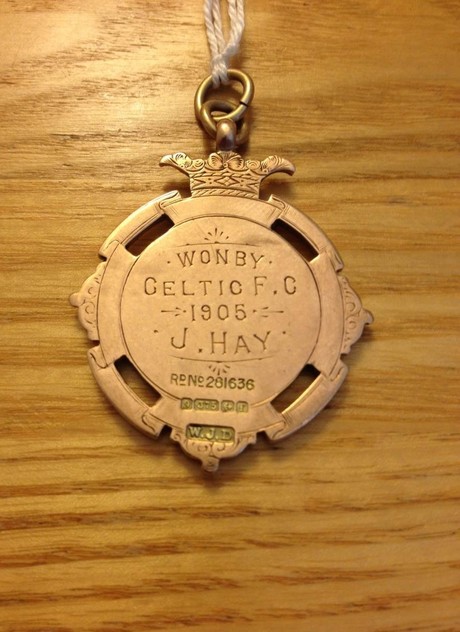 WON BY
CELTIC F.C
1905
J. HAY
RD NO 281636
W.J.D